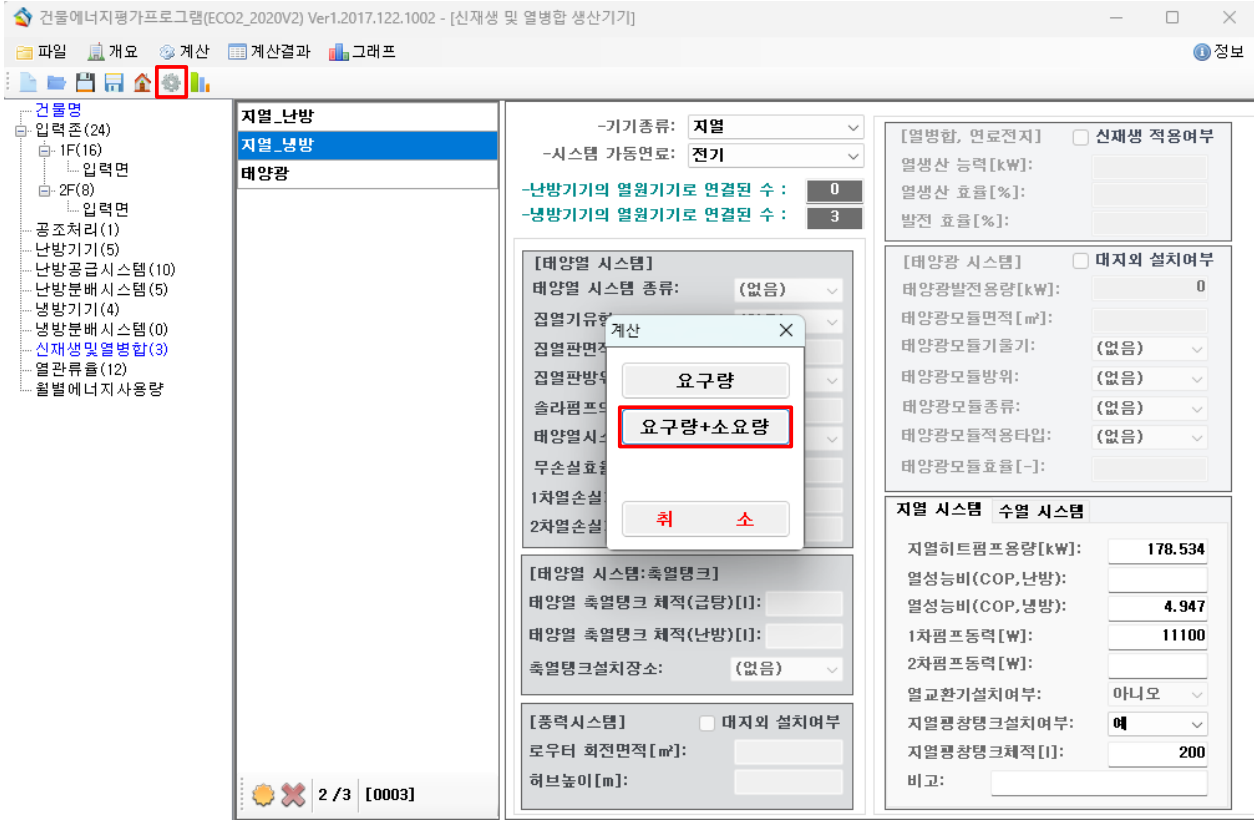 건물에너지평가프로그램(ECO2_2020V2) Ver1.2017.122.1002 - [신재생 및 열병합 생산기기]
파일 개요 계산 계산결과 그래프 정보
건물명
입력존(24)
1F(16)
입력면
2F(8)
입력면
공조처리(1)
난방기기(5)
난방공급시스템(10)
난방분배시스템(5)
냉방기기(4)
냉방분배시스템(0)
신재생및열병합(3)
열관류율(12)
월별에너지사용량
지열_난방
지열_냉방
태양광
2 /3 [0003]
-기기종류: 지열
-시스템 가동연료: 전기
-난방기기의 열원기기로 연결된 수 : 0
-냉방기기의 열원기기로 연결된 수 : 3
[태양열 시스템]
태양열 시스템 종류: (없음)
집열기유형
집열판면적
집열판방위
솔라펌프의
태양열시스
무손실효율
1차열손실
2차열손실
계산
요구량
요구량+소요량
취 소
[태양열 시스템:축열탱크]
태양열 축열탱크 체적(급탕)[l]:
태양열 축열탱크 체적(난방)[l]:
축열탱크설치장소: (없음)
[풍력시스템] 대지외 설치여부
로우터 회전면적[㎡]:
허브높이[m]:
[열병합, 연료전지] 신재생 적용여부
열생산 능력[kW]:
열생산 효율[%]:
발전 효율[%]:
[태양광 시스템] 대지외 설치여부
태양광발전용량[kW]: 0
태양광모듈면적[㎡]:
태양광모듈기울기: (없음)
태양광모듈방위: (없음)
태양광모듈종류: (없음)
태양광모듈적용타입: (없음)
태양광모듈효율[-]:
지열 시스템 수열 시스템
지열히트펌프용량[kW]: 178.534
열성능비(COP,난방):
열성능비(COP,냉방): 4.947
1차펌프동력[W]: 11100
2차펌프동력[W]:
열교환기설치여부: 아니오
지열팽창탱크설치여부: 예
지열팽창탱크체적[l]: 200
비고: